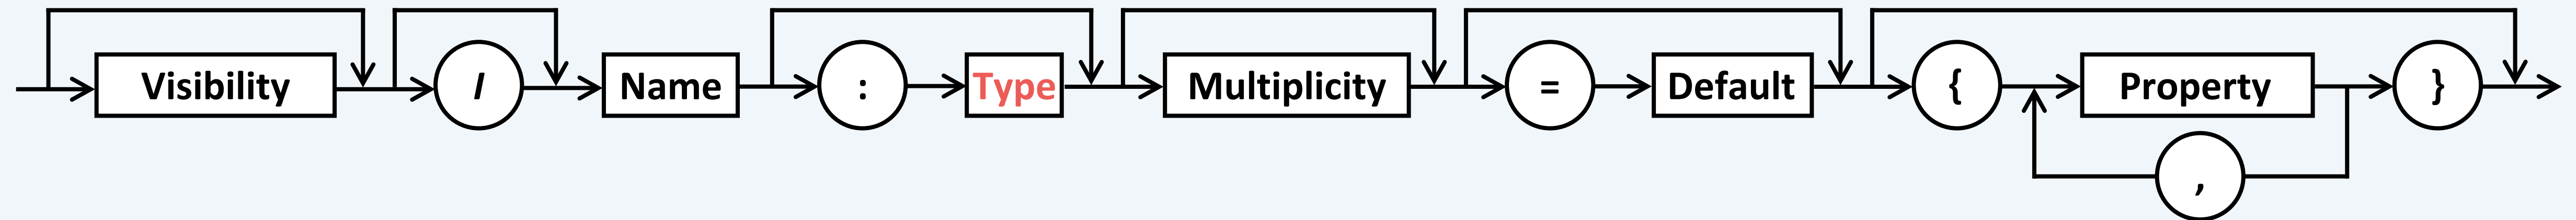 Visibility / Name : Type Multiplicity = Default { Property }
,